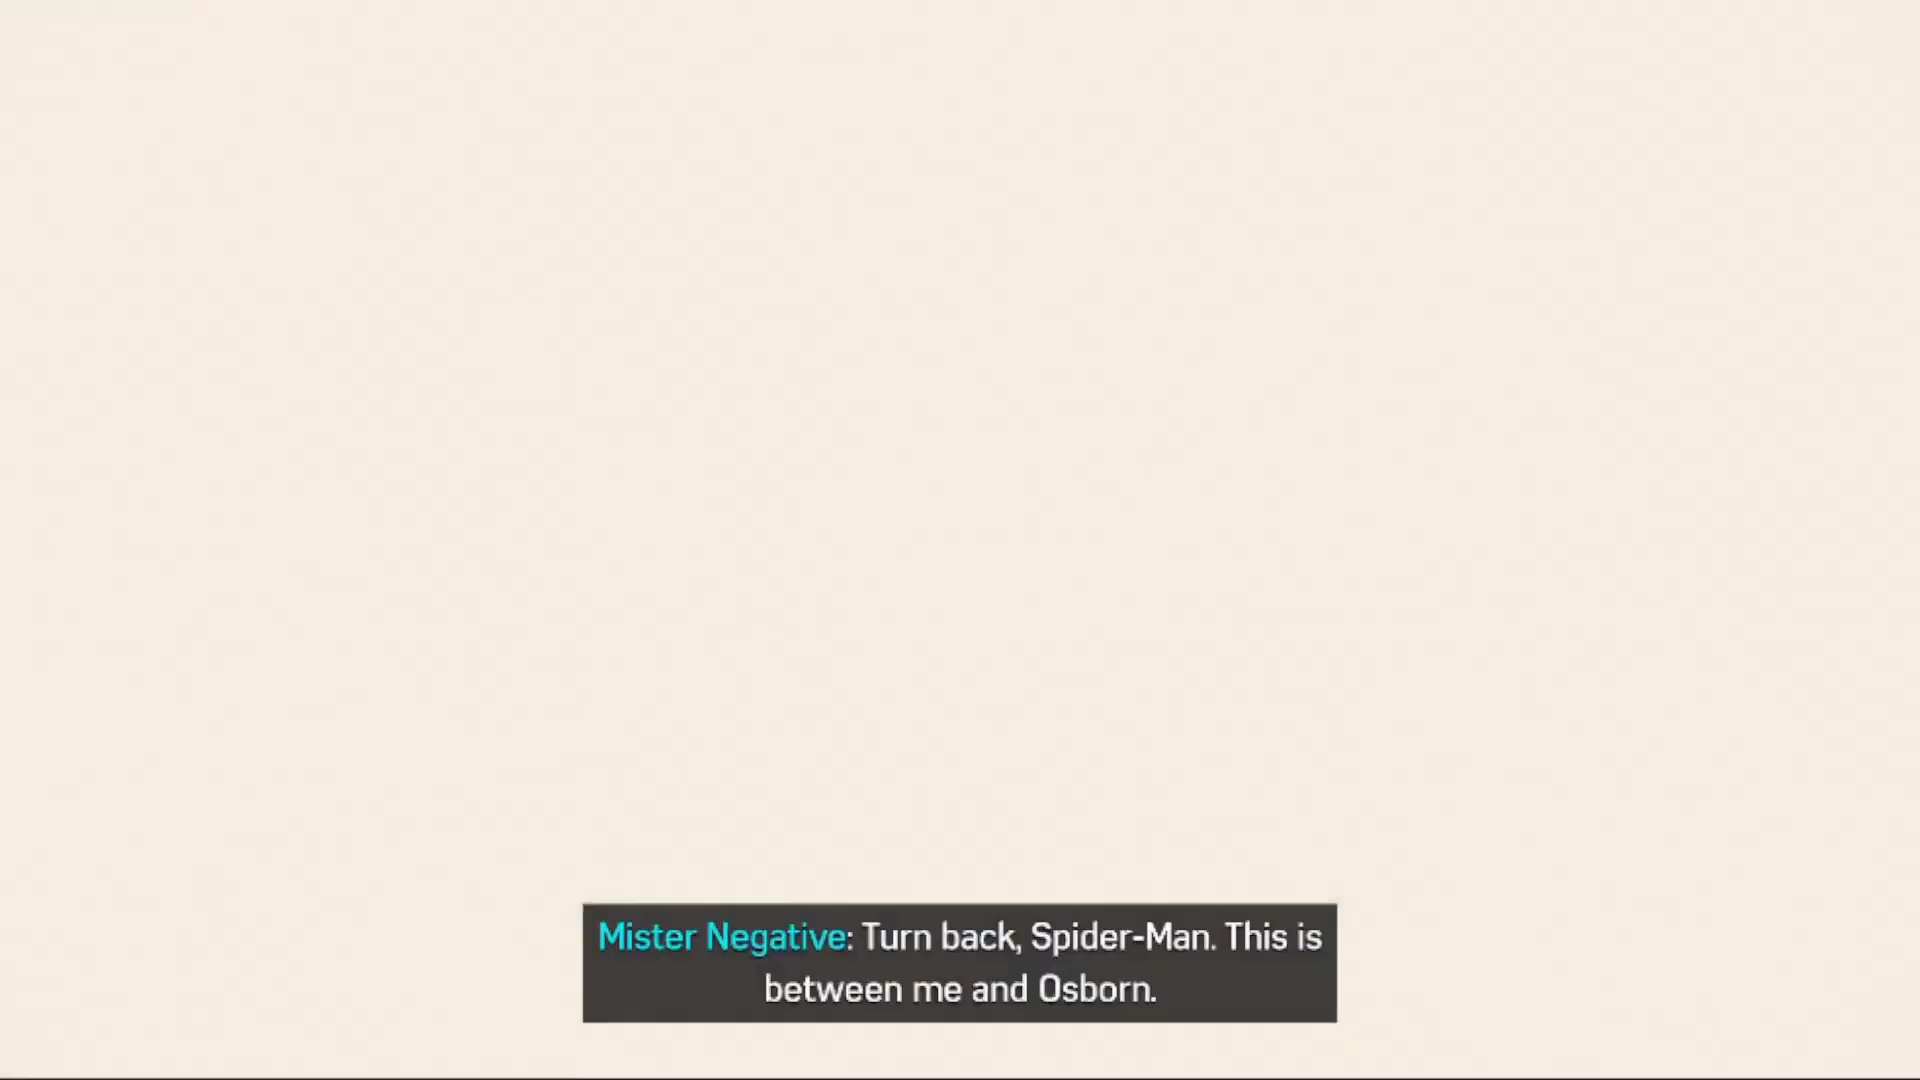 Mister Negative: Turn back, Spider-Man. This is
between me and Osborn.